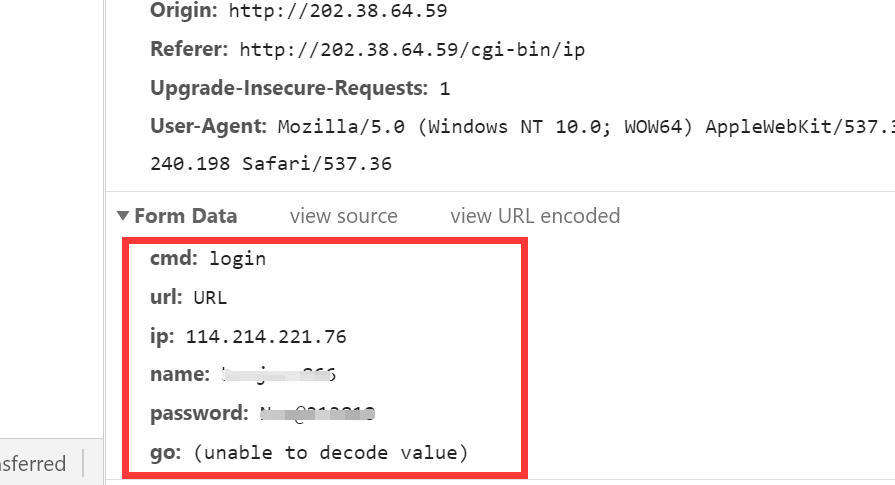 Origin: http://202.38.64.59
Referer: http://202.38.64.59/cgi-bin/ip
Upgrade-Insecure-Requests: 1
User-Agent: Mozilla/5.0 (Windows NT 10.0; WOW64) AppleWebKit/537.3
240.198 Safari/537.36
Form Data view source view URL encoded
cmd: login
url: URL
ip: 114.214.221.76
name:
password:
go: (unable to decode value)
nsferred